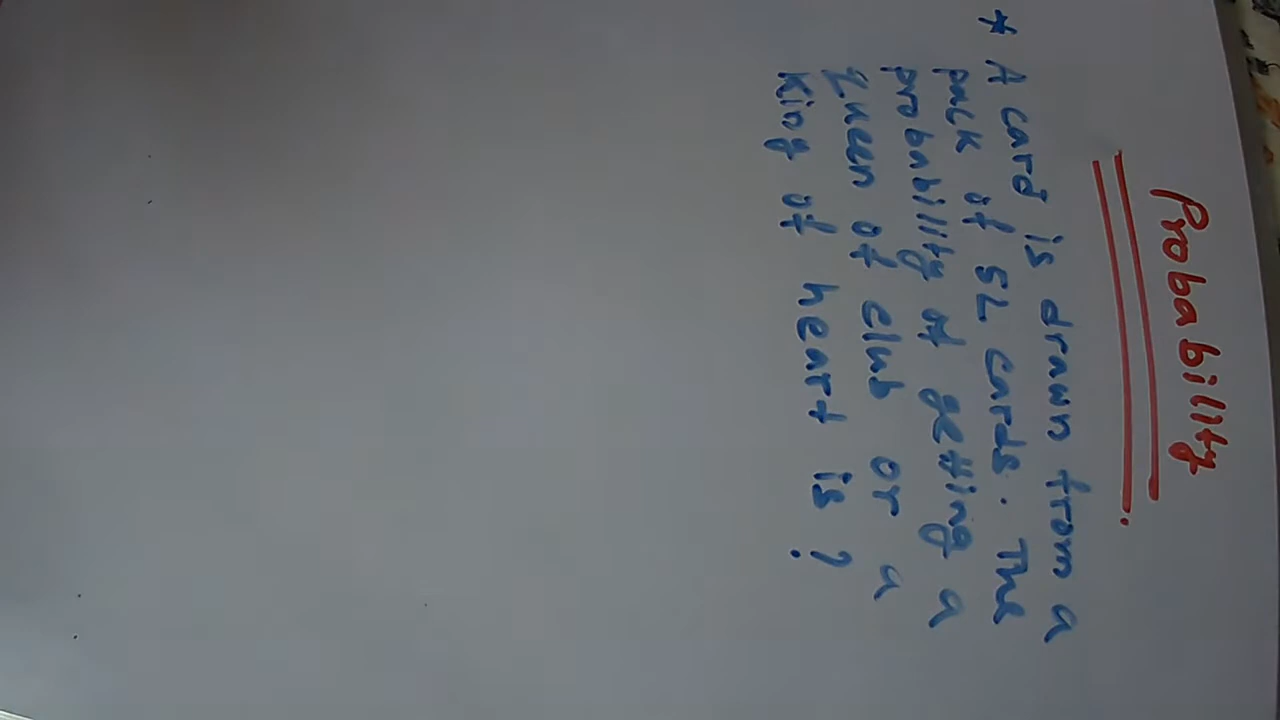 Probability
* A card is drawn from a
pack of 52 cards. The
probability of getting a
queen of club or a
king of heart is ?